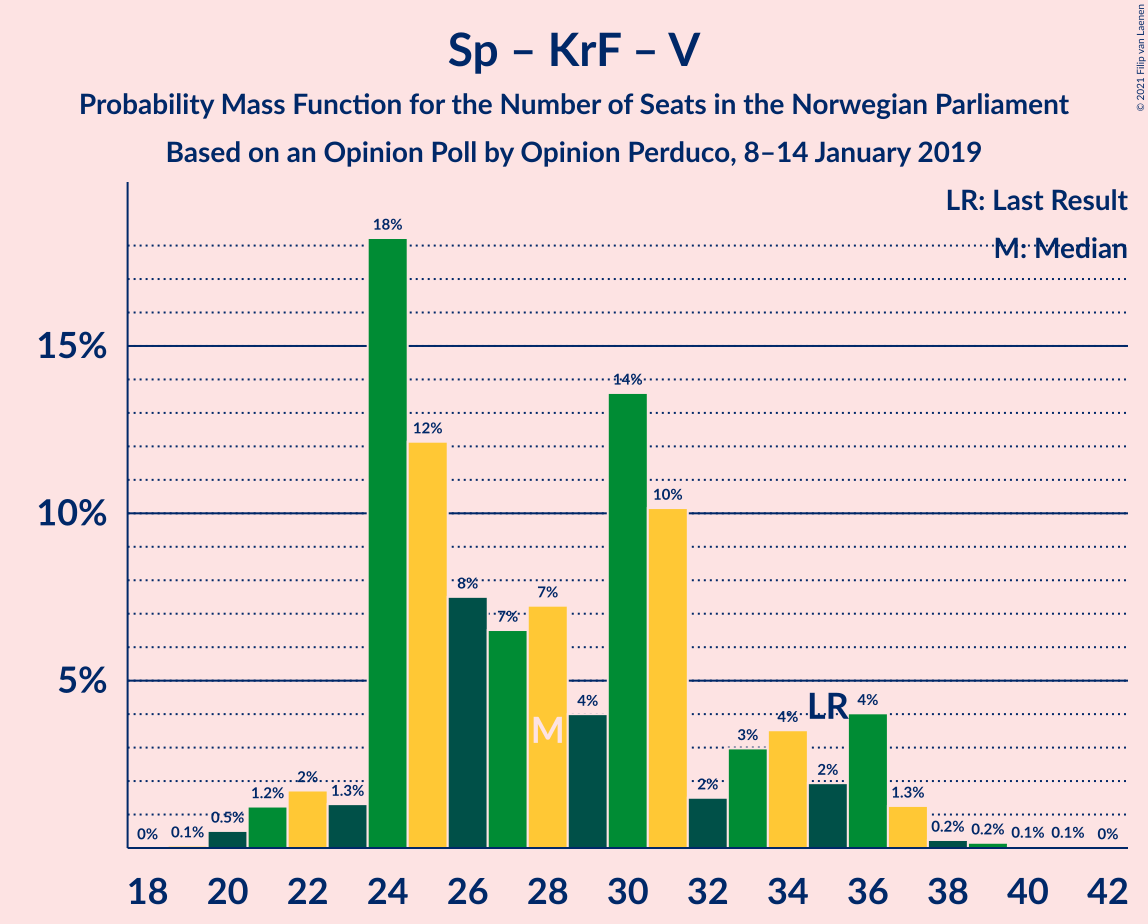 Sp – KrF – V
Probability Mass Function for the Number of Seats in the Norwegian Parliament
Based on an Opinion Poll by Opinion Perduco, 8–14 January 2019
© 2021 Filip van Laenen
LR: Last Result
M: Median
15%
10%
5%
0% 0.1% 0.5% 1.2% 2% 1.3% 18% 12% 8% 7% 7% 4% 14% 10% 2% 3% 4% 2% 4% 1.3% 0.2% 0.2% 0.1% 0.1% 0%
M
LR
18 20 22 24 26 28 30 32 34 36 38 40 42